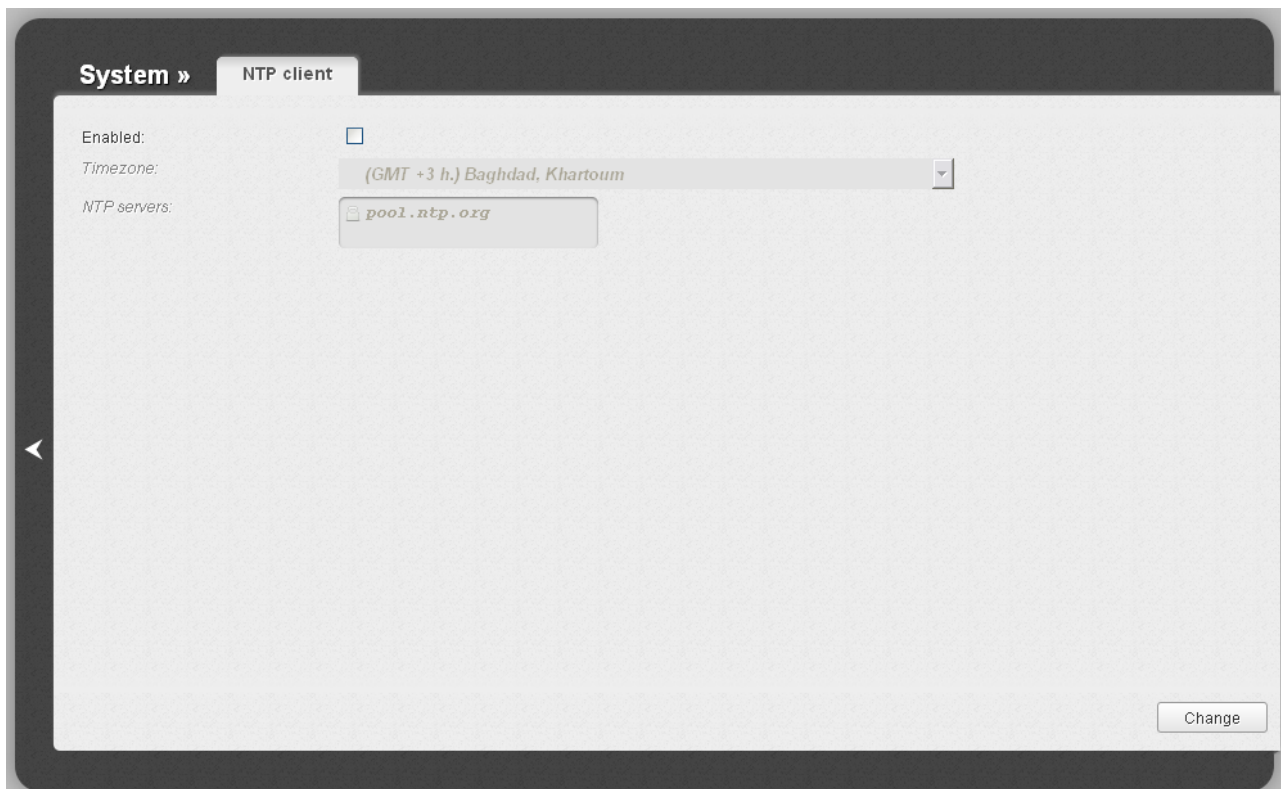 System »
NTP client
Enabled:
Timezone:
(GMT +3 h.) Baghdad, Khartoum
NTP servers:
pool.ntp.org
Change